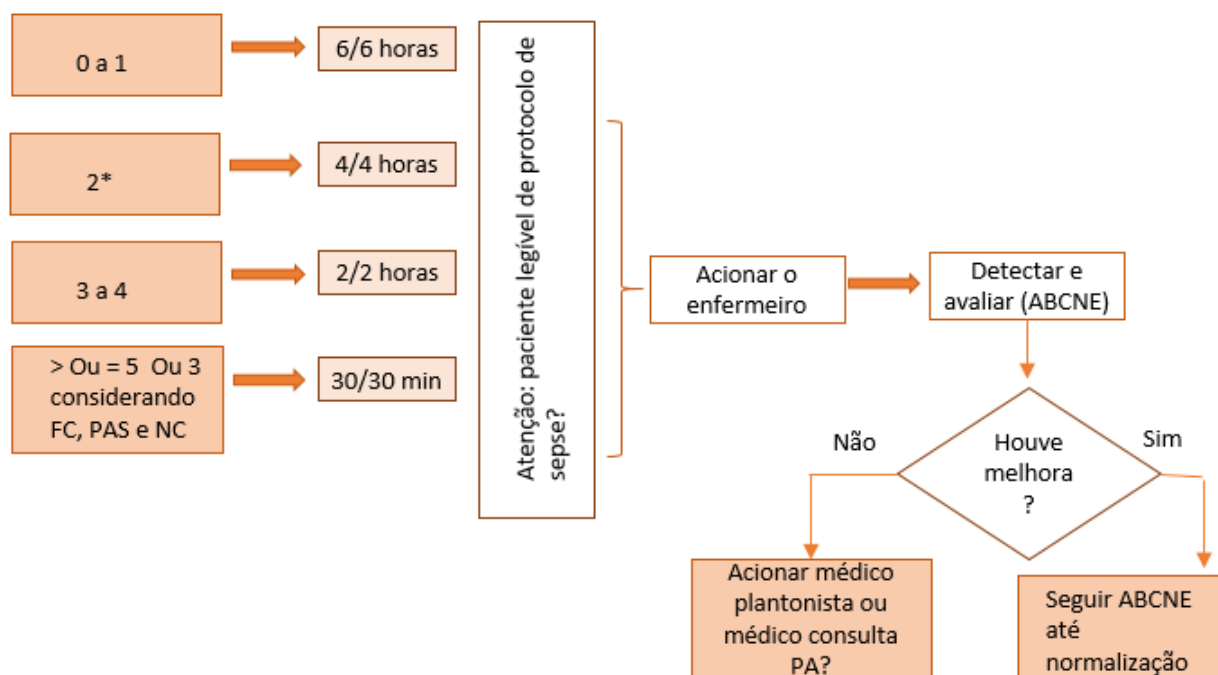 0 a 1
6/6 horas
2*
4/4 horas
3 a 4
2/2 horas
> Ou = 5 Ou 3
considerando
FC, PAS e NC
30/30 min
Atenção: paciente legível de protocolo de
sepse?
Acionar o
enfermeiro
Detectar e
avaliar (ABCNE)
Houve
melhora
?
Não
Sim
Acionar médico
plantonista ou
médico consulta
PA?
Seguir ABCNE
até
normalização